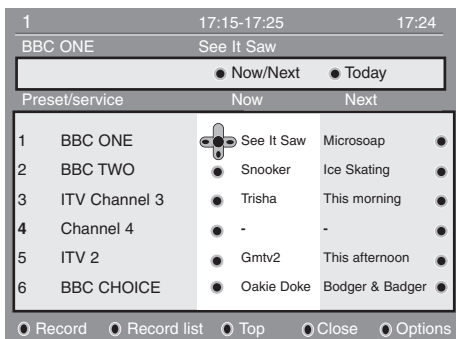 1 17:15-17:25 17:24
BBC ONE See It Saw
Now/Next Today
Preset/service Now Next
1 BBC ONE See It Saw Microsoap
2 BBC TWO Snooker Ice Skating
3 ITV Channel 3 Trisha This morning
4 Channel 4 - -
5 ITV 2 Gmtv2 This afternoon
6 BBC CHOICE Oakie Doke Bodger & Badger
Record Record list Top Close Options